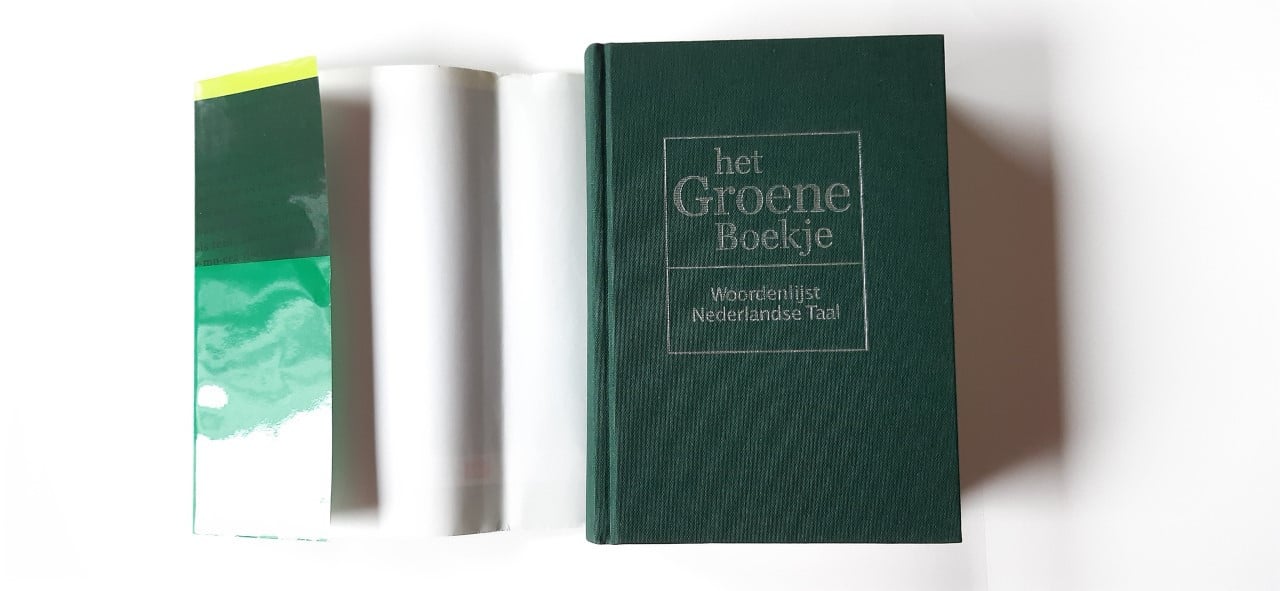 het
Groene
Boekje
Woordenlijst
Nederlandse Taal